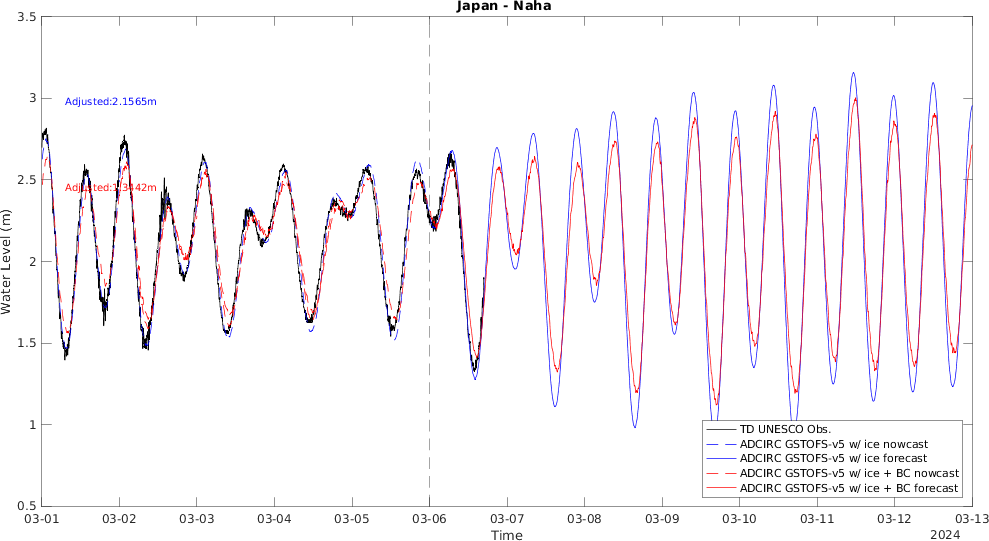 Japan - Naha
3.5
3
2.5
2
1.5
1
0.5
Water Level (m)
Adjusted:2.1565m
03-01
03-02
03-03
03-04
03-05
03-06
03-07
03-08
03-09
03-10
03-11
03-12
03-13
Time
2024
TD UNESCO Obs.
ADCIRC GSTOFS-v5 w/ ice nowcast
ADCIRC GSTOFS-v5 w/ ice forecast
ADCIRC GSTOFS-v5 w/ ice + BC nowcast
ADCIRC GSTOFS-v5 w/ ice + BC forecast